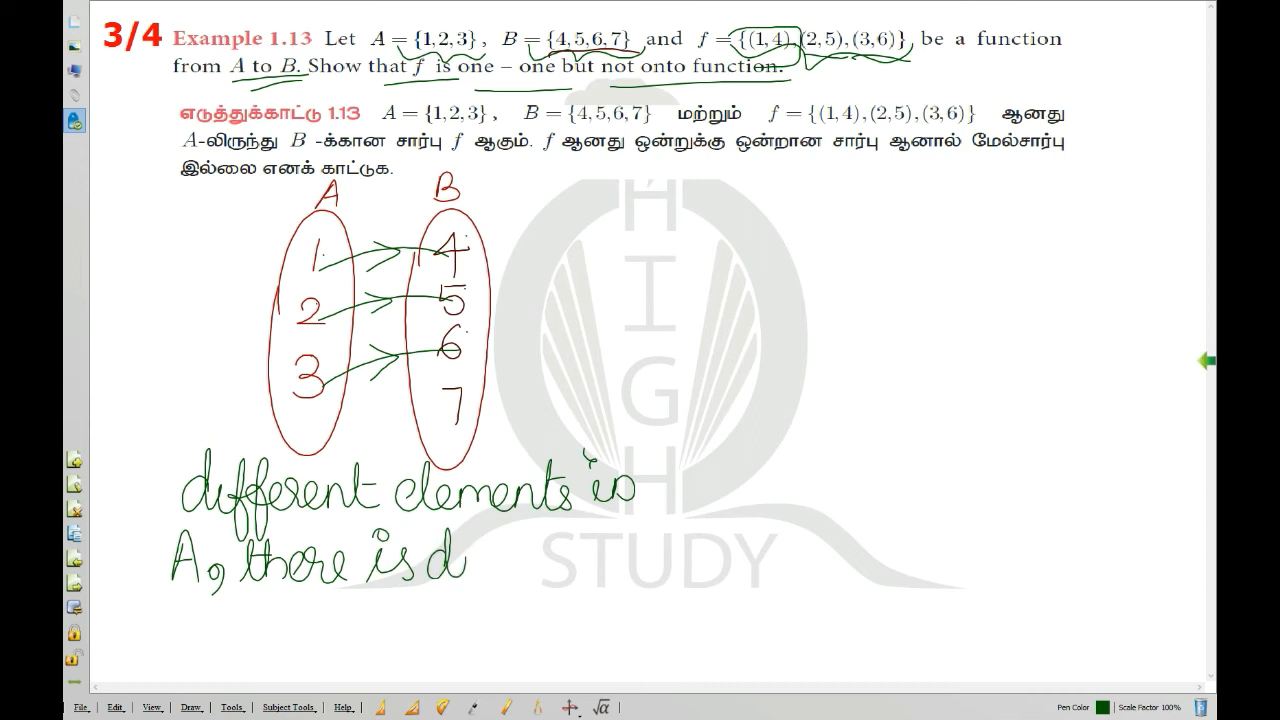 3/4 Example 1.13 Let A = {1,2,3}, B = {4,5,6,7} and f = {(1,4),(2,5),(3,6)} be a function
from A to B. Show that f is one – one but not onto function.
எடுத்துக்காட்டு 1.13 A = {1,2,3}, B = {4,5,6,7} மற்றும் f = {(1,4),(2,5),(3,6)} ஆனது
A-லிருந்து B -க்கான சார்பு f ஆகும். f ஆனது ஒன்றுக்கு ஒன்றான சார்பு ஆனால் மேல்சார்பு
இல்லை எனக் காட்டுக.
A B
1 4
2 5
3 6
7
different elements in
A, there is d
HIGH
STUDY
File Edit View Draw Tools Subject Tools Help Pen Color Scale Factor 100%